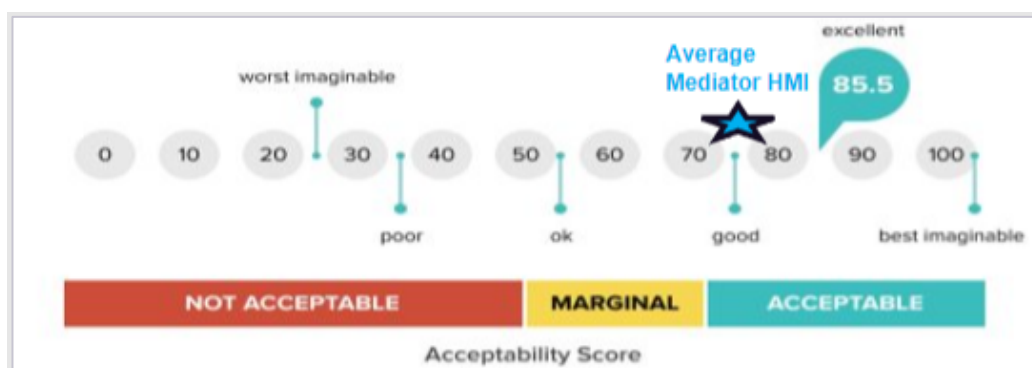 excellent
Average
Mediator HMI
85.5
worst imaginable
0 10 20 30 40 50 60 70 80 90 100
poor ok good best imaginable
NOT ACCEPTABLE MARGINAL ACCEPTABLE
Acceptability Score